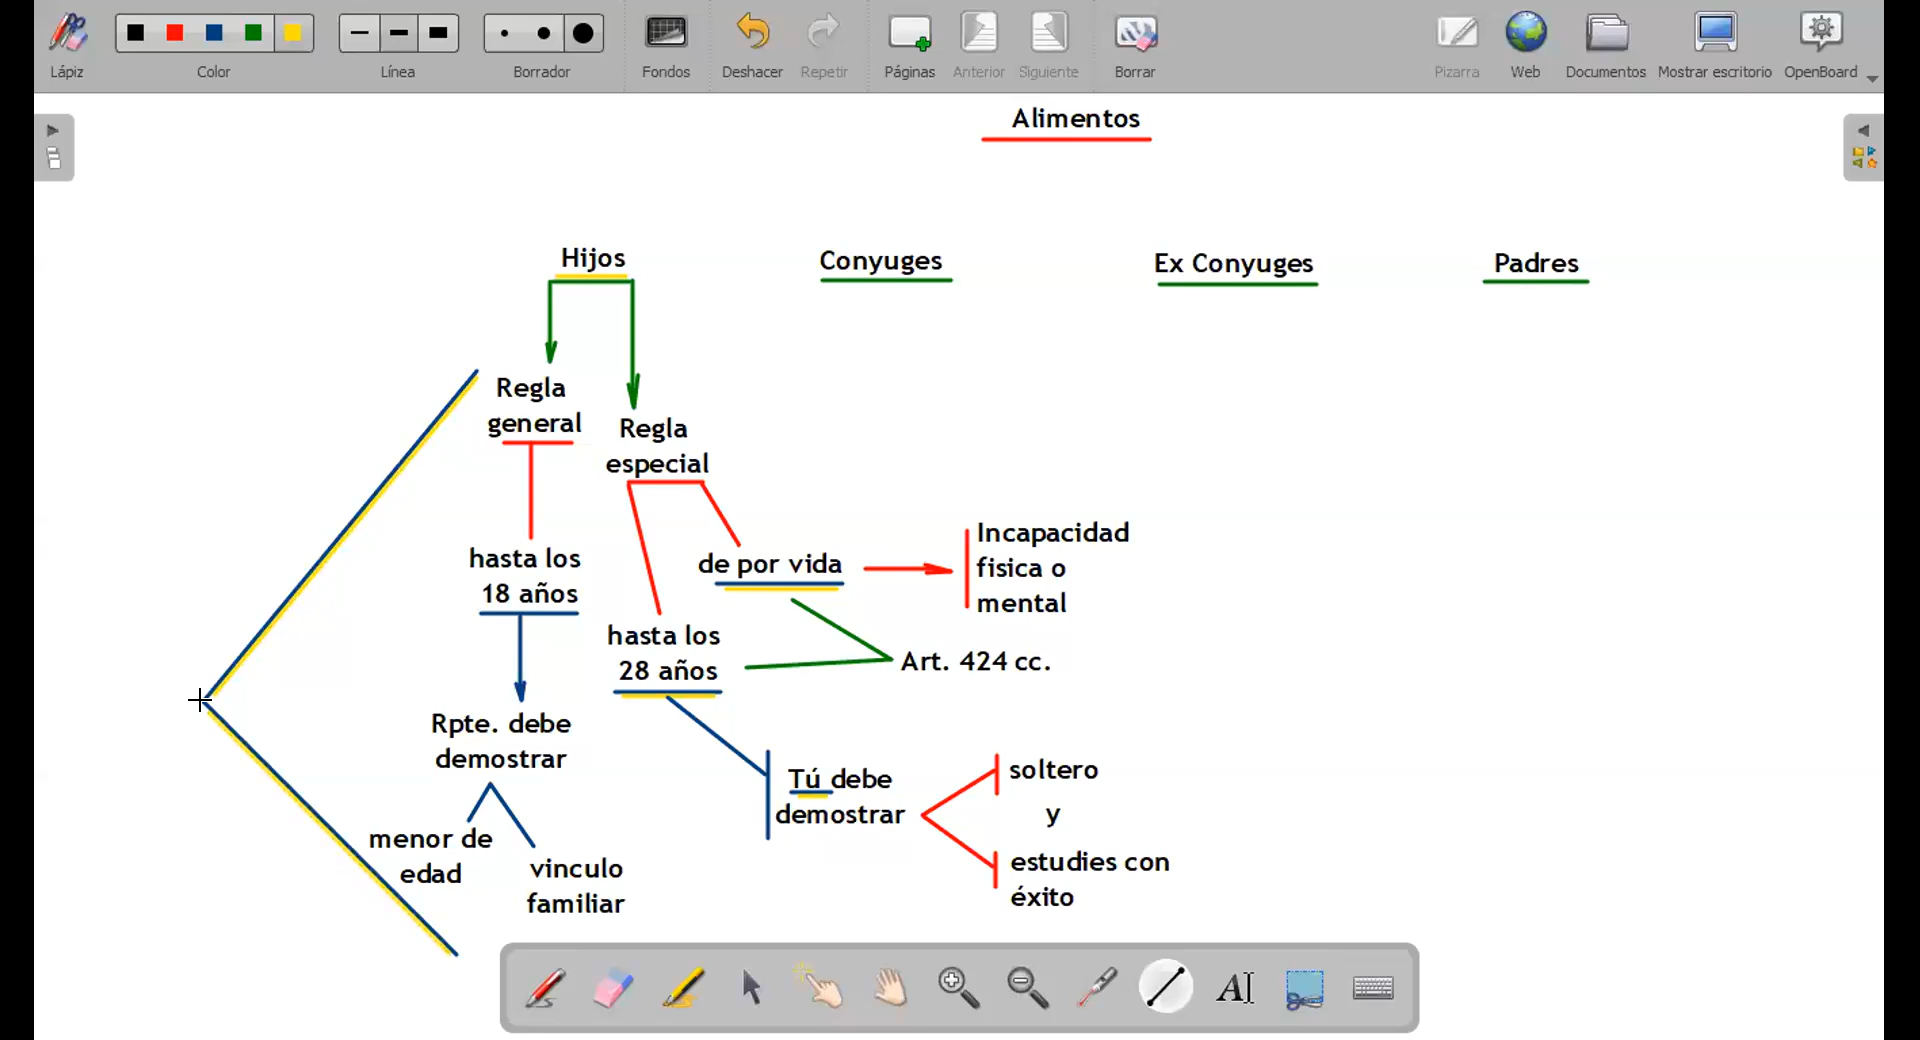 Lápiz
Color
Línea
Borrador
Fondos
Deshacer
Repetir
Páginas
Anterior
Siguiente
Borrar
Pizarra
Web
Documentos
Mostrar escritorio
OpenBoard
Alimentos
Hijos
Conyuges
Ex Conyuges
Padres
Regla
general
Regla
especial
hasta los
18 años
de por vida
Incapacidad
fisica o
mental
hasta los
28 años
Art. 424 cc.
Rpte. debe
demostrar
menor de
edad
vinculo
familiar
Tú debe
demostrar
soltero
y
estudies con
éxito